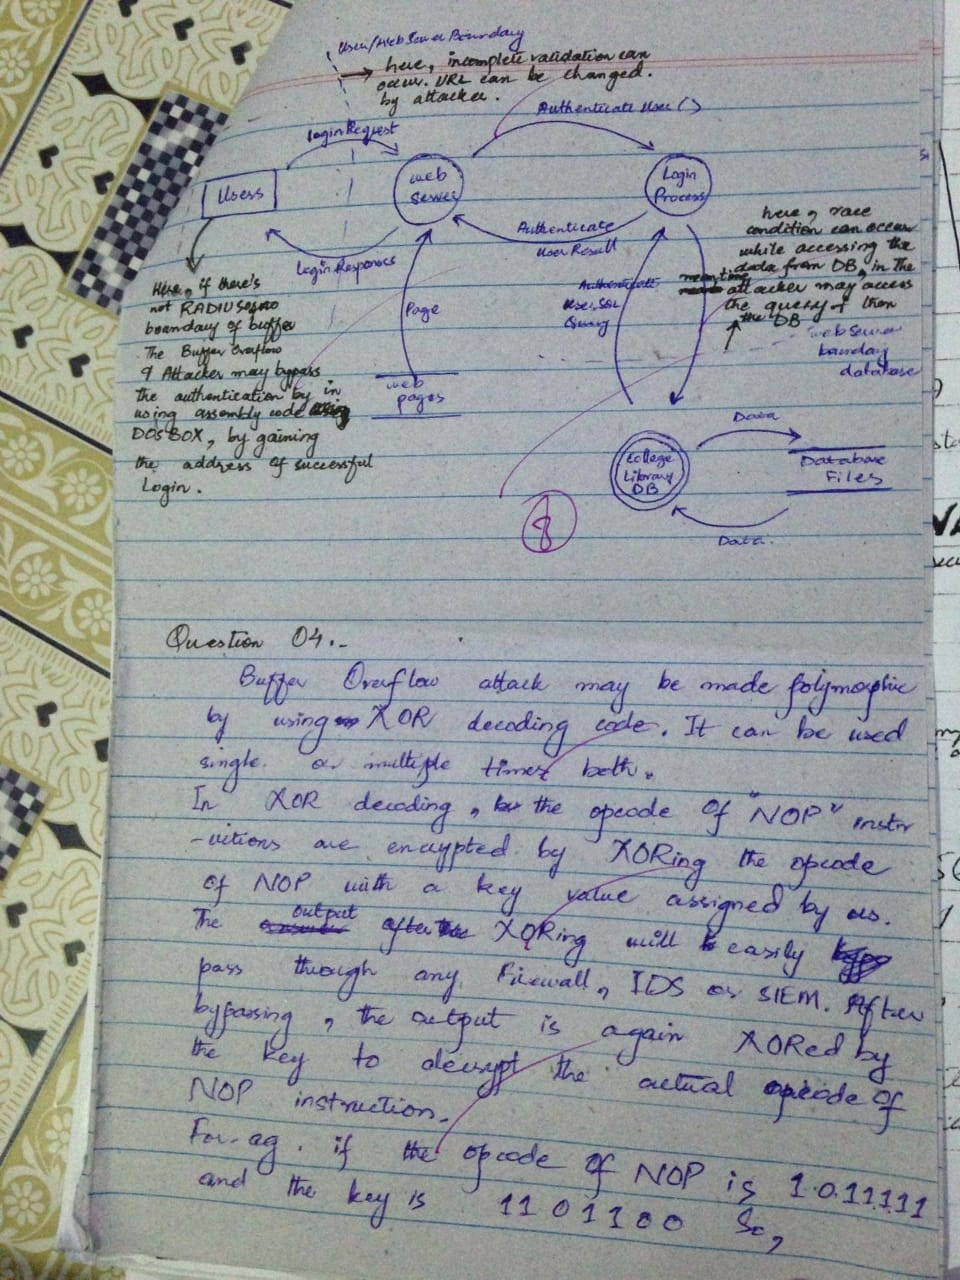 User/Web Server Boundary
here, incomplete validation can
occur. URL can be changed.
by attacker.
Login Request
Authenticate User()
Users
Web
Server
Login
Process
Login Responses
Authenticate
User Result
here, race
condition can occur
while accessing the
data from DB, in the
meantime
attacker may access
the query of
the DB
web server
boundary
database
Authenticate
User SQL
Query
Page
web
pages
Here, if there's
not
boundary of buffer
The Buffer Overflow
& Attacker may bypass
the authentication by in
using assembly code
DOSBOX, by gaining
the address of successful
Login.
College
Library
DB
Data
Database
Files
Data.
8
Question 04.-
Buffer Overflow attack may be made polymorphic
by using XOR decoding code. It can be used
single or multiple times both.
In XOR decoding, the opcode of "NOP" instr
-uctions are encrypted by XORing the opcode
of NOP with a key value assigned by us.
The output after XORing will easily
pass through any Firewall, IDS or SIEM. After
bypassing, the output is again XORed by
the key to decrypt the actual opcode of
NOP instruction.
For eg. if the opcode of NOP is 1011111
and the key is 1101100 So,